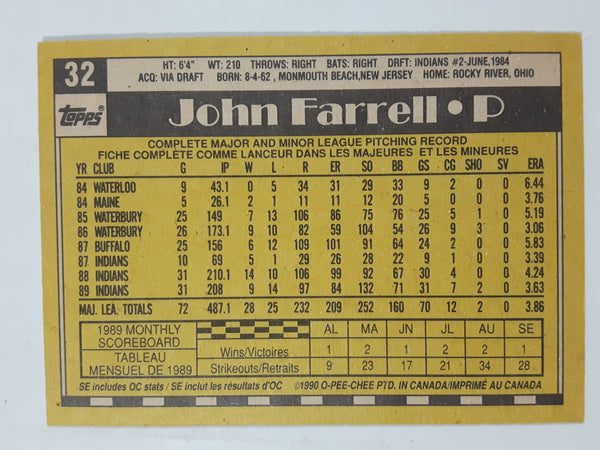 32
HT: 6'4" WT: 210 THROWS: RIGHT BATS: RIGHT DRFT: INDIANS #2-JUNE, 1984
ACQ: VIA DRAFT BORN: 8-4-62, MONMOUTH BEACH, NEW JERSEY HOME: ROCKY RIVER, OHIO
Topps® John Farrell • P
COMPLETE MAJOR AND MINOR LEAGUE PITCHING RECORD
FICHE COMPLÈTE COMME LANCEUR DANS LES MAJEURES ET LES MINEURES
YR CLUB G IP W L R ER SO BB GS CG SHO SV ERA
84 WATERLOO 9 43.1 0 5 34 31 29 33 9 2 0 0 6.44
84 MAINE 5 26.1 2 1 11 11 12 20 4 0 0 0 3.76
85 WATERBURY 25 149 7 13 106 86 75 76 25 5 1 0 5.19
86 WATERBURY 26 173.1 9 10 82 59 104 54 26 9 3 0 3.06
87 BUFFALO 25 156 6 12 109 101 91 64 24 2 0 0 5.83
87 INDIANS 10 69 5 1 29 26 28 22 9 1 0 0 3.39
88 INDIANS 31 210.1 14 10 106 99 92 67 30 4 0 0 4.24
89 INDIANS 31 208 9 14 97 84 132 71 31 7 2 0 3.63
MAJ. LEA. TOTALS 72 487.1 28 25 232 209 252 160 70 12 2 0 3.86
1989 MONTHLY SCOREBOARD AL MA JN JL AU SE
TABLEAU MENSUEL DE 1989 Wins/Victoires 1 2 1 2 2 1
Strikeouts/Retraits 9 23 17 21 34 28
SE includes OC stats / SE inclut les résultats d'OC ©1990 O-PEE-CHEE PTD. IN CANADA/IMPRIMÉ AU CANADA